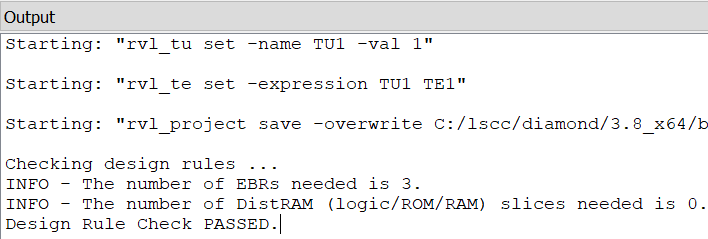 Output
Starting: "rvl_tu set -name TU1 -val 1"
Starting: "rvl_te set -expression TU1 TE1"
Starting: "rvl_project save -overwrite C:/lscc/diamond/3.8_x64/b
Checking design rules ...
INFO - The number of EBRs needed is 3.
INFO - The number of DistRAM (logic/ROM/RAM) slices needed is 0.
Design Rule Check PASSED.